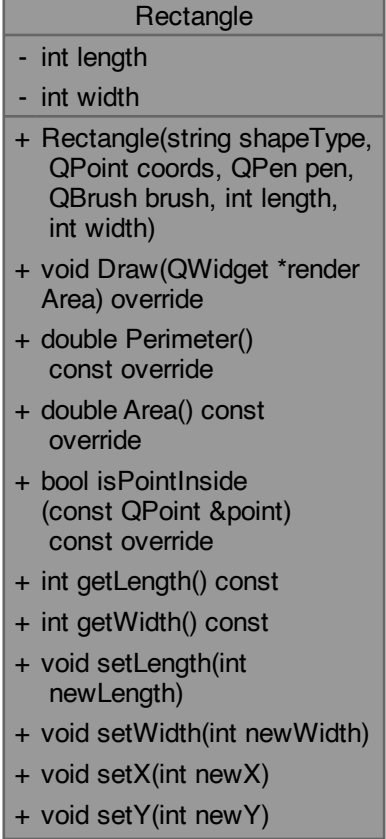 Rectangle
- int length
- int width
+ Rectangle(string shapeType,
QPoint coords, QPen pen,
QBrush brush, int length,
int width)
+ void Draw(QWidget *render
Area) override
+ double Perimeter()
const override
+ double Area() const
override
+ bool isPointInside
(const QPoint &point)
const override
+ int getLength() const
+ int getWidth() const
+ void setLength(int
newLength)
+ void setWidth(int newWidth)
+ void setX(int newX)
+ void setY(int newY)